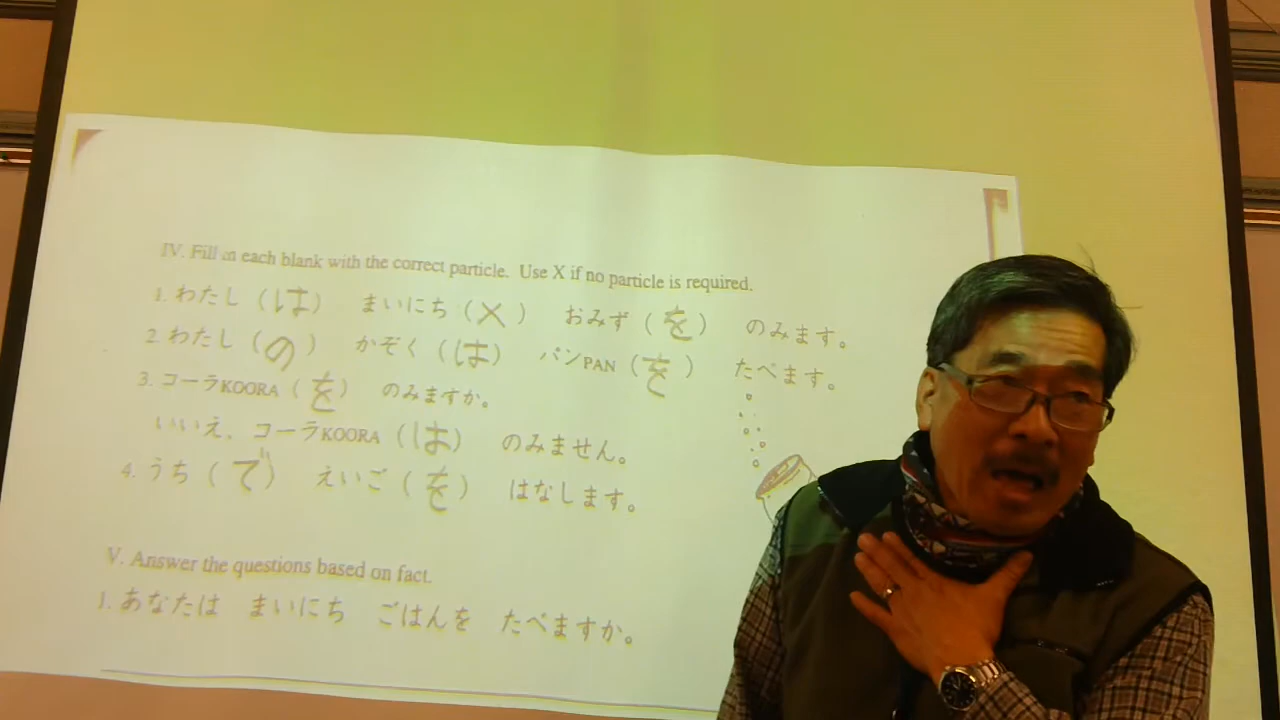 IV. Fill in each blank with the correct particle. Use X if no particle is required.
1. わたし (は) まいにち (X) おみず (を) のみます。
2. わたし (の) かぞく (は) パンPAN (を) たべます。
3. コーラKOORA (を) のみますか。
いいえ、コーラKOORA (は) のみません。
4. うち (で) えいご (を) はなします。
V. Answer the questions based on fact.
1. あなたは まいにち ごはんを たべますか。